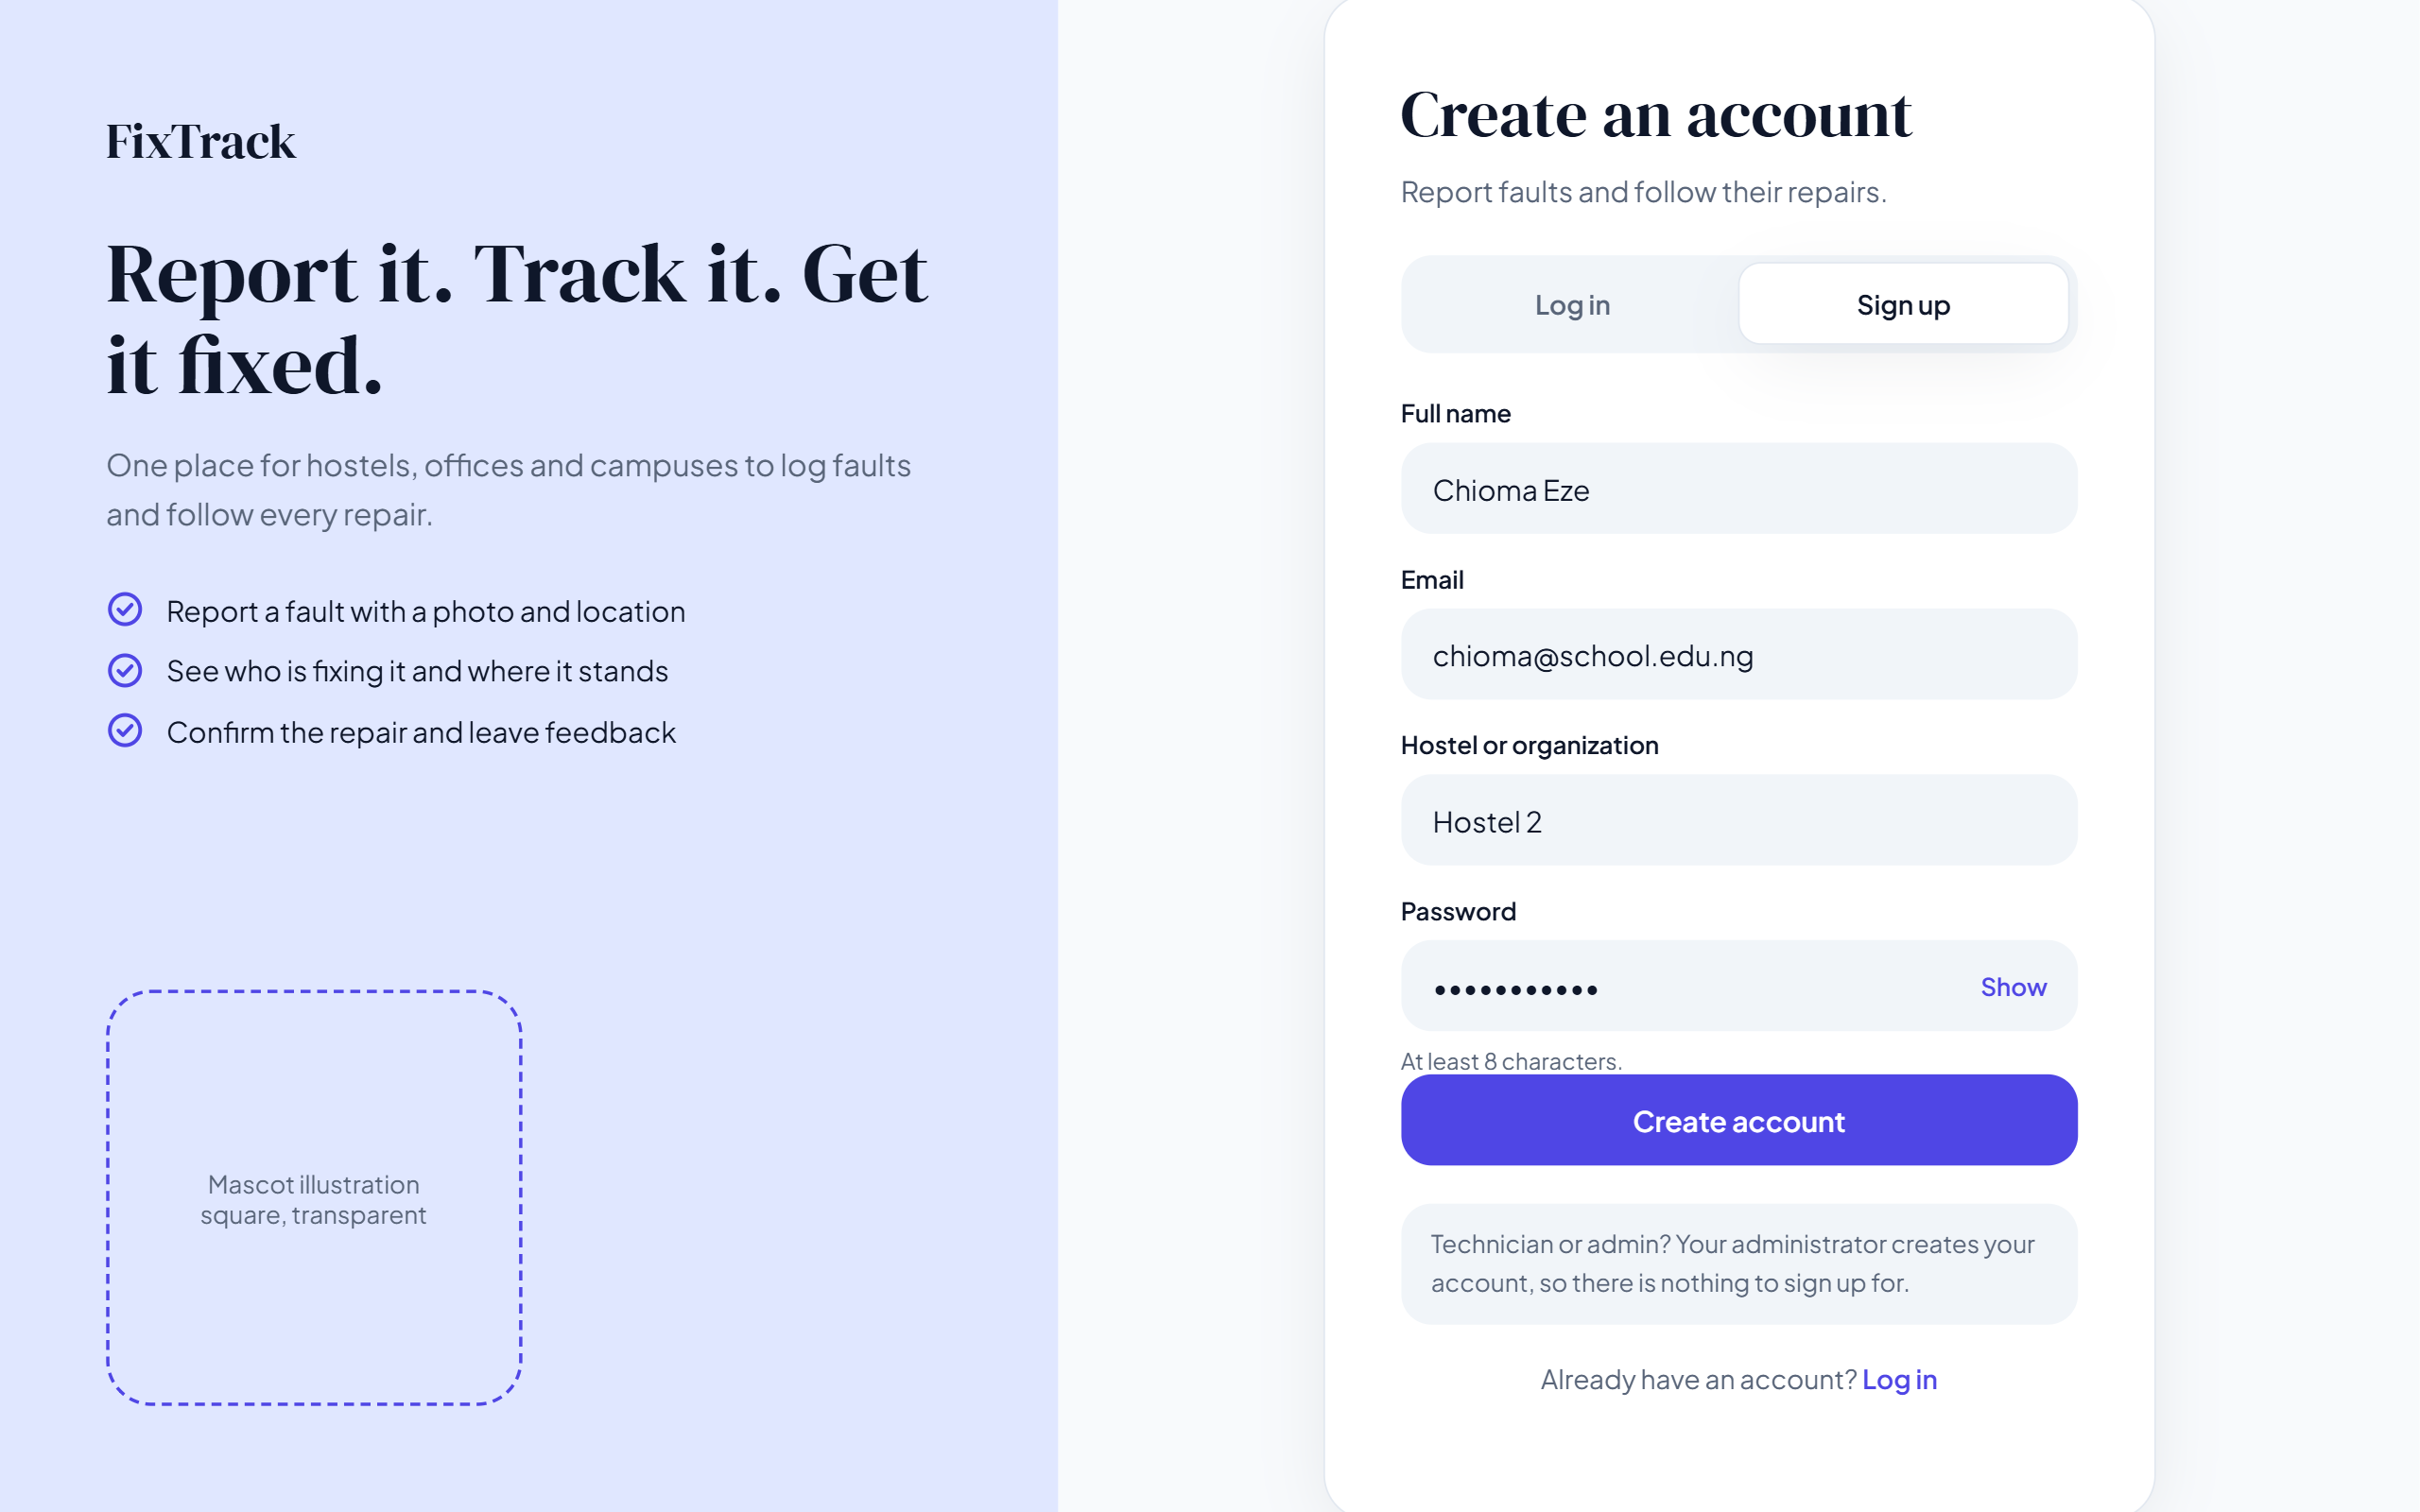 FixTrack
Report it. Track it. Get
it fixed.
One place for hostels, offices and campuses to log faults
and follow every repair.
Report a fault with a photo and location
See who is fixing it and where it stands
Confirm the repair and leave feedback
Mascot illustration
square, transparent
Create an account
Report faults and follow their repairs.
Log in
Sign up
Full name
Chioma Eze
Email
chioma@school.edu.ng
Hostel or organization
Hostel 2
Password
•••••••••••
Show
At least 8 characters.
Create account
Technician or admin? Your administrator creates your
account, so there is nothing to sign up for.
Already have an account? Log in